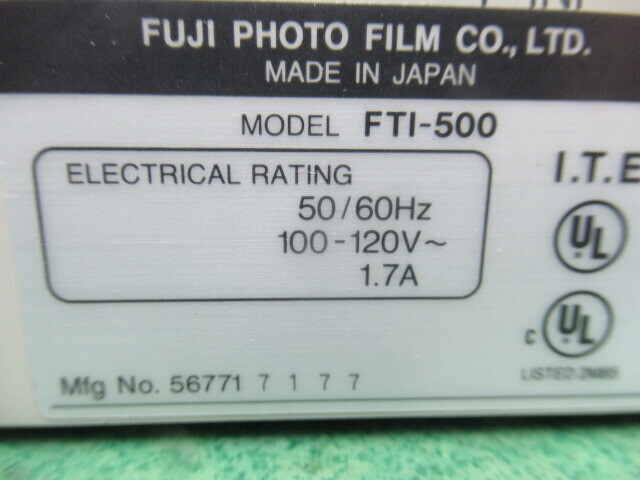 FUJI PHOTO FILM CO., LTD.
MADE IN JAPAN
MODEL FTI-500
ELECTRICAL RATING
50/60Hz
100-120V~
1.7A
I.T.E
UL
c UL
LISTED
Mfg No. 56771 7 1 7 7